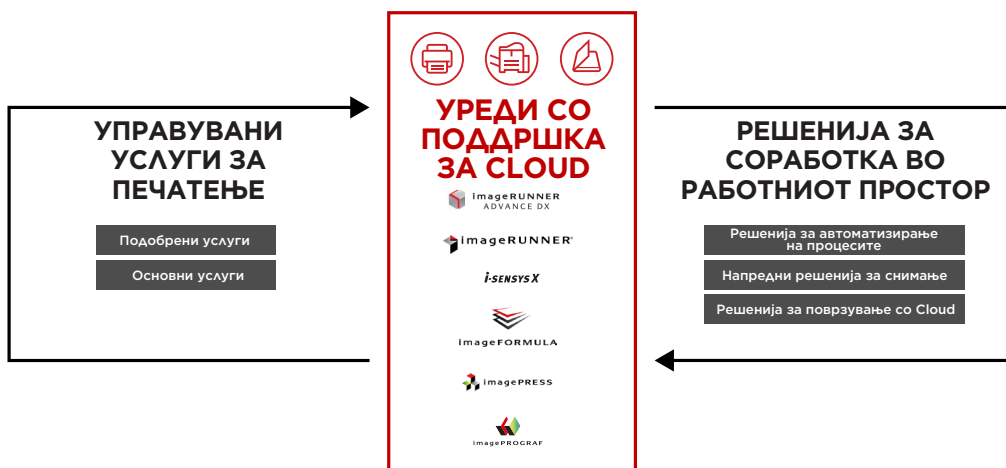 УПРАВУВАНИ
УСЛУГИ ЗА
ПЕЧАТЕЊЕ
Подобрени услуги
Основни услуги
УРЕДИ СО
ПОДДРШКА
ЗА CLOUD
imageRUNNER
ADVANCE DX
imageRUNNER
i-SENSYS X
imageFORMULA
imagePRESS
imagePROGRAF
РЕШЕНИЈА ЗА
СОРАБОТКА ВО
РАБОТНИОТ ПРОСТОР
Решенија за автоматизирање
на процесите
Напредни решенија за снимање
Решенија за поврзување со Cloud